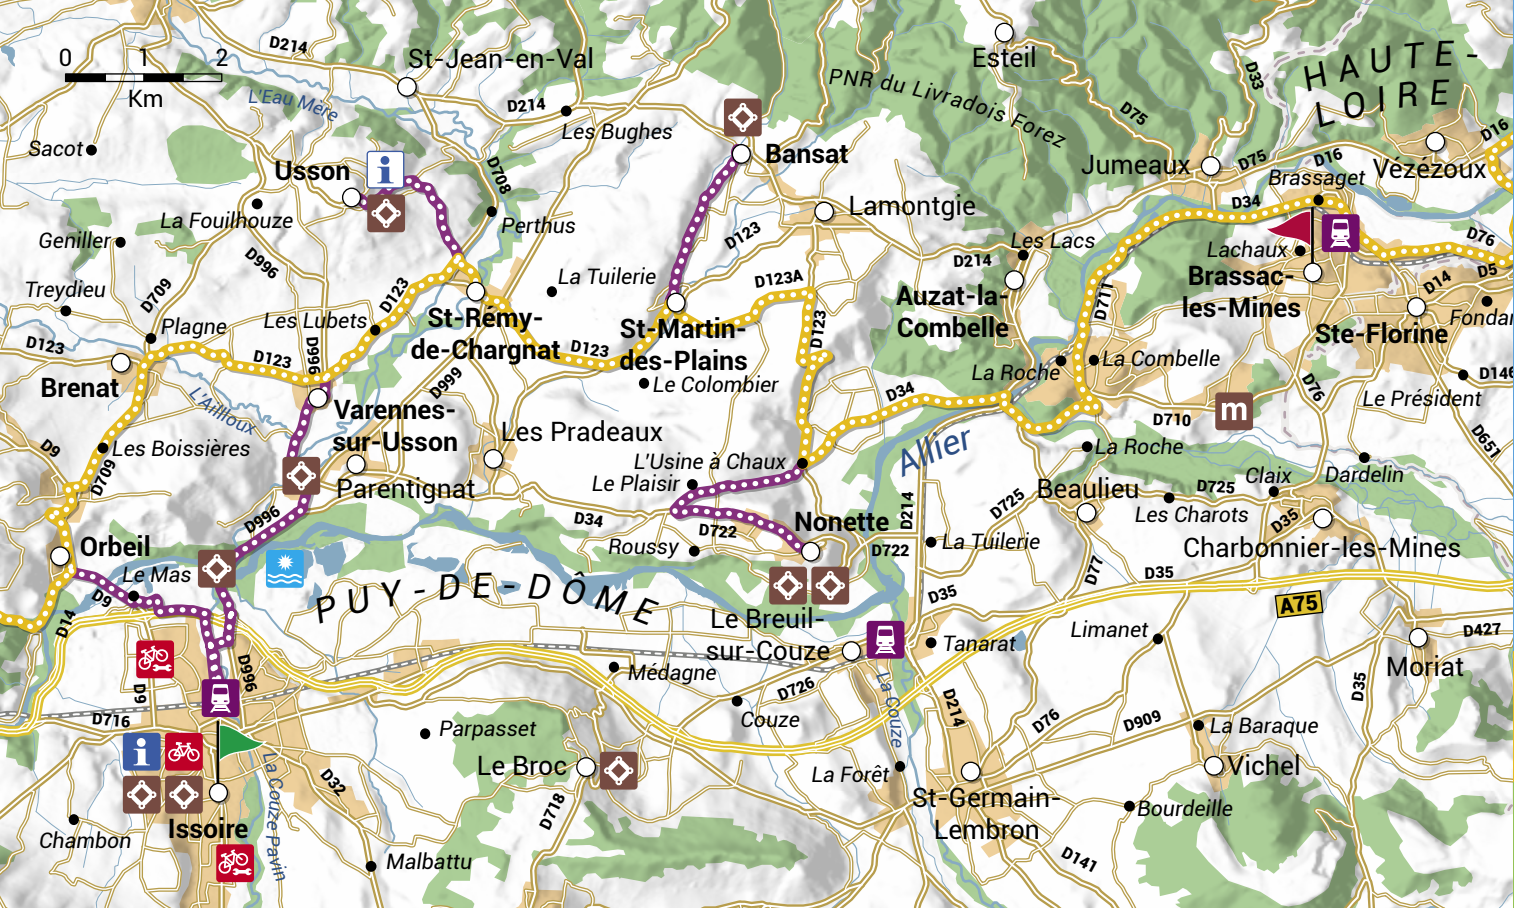 0 1 2
Km
D214
St-Jean-en-Val
Esteil
HAUTE-
LOIRE
D33
L'Eau Mère
D214
Les Bughes
PNR du Livradois Forez
D75
D16
Sacot
Usson
i
D708
Bansat
Jumeaux
D75
D16
Vézézoux
Brassaget
La Fouilhouze
Perthus
Lamontgie
D34
Geniller
D996
D123
Les Lacs
D214
Lachaux
D76
Treydieu
D709
La Tuilerie
D123A
Brassac-
les-Mines
D14
D5
Plagne
Les Lubets
D123
St-Rémy-
de-Chargnat
St-Martin-
des-Plains
D123
Auzat-la-
Combelle
D711
Ste-Florine
Fondar
D123
Brenat
D123
D996
D123
Le Colombier
La Roche
La Combelle
D76
D146
D999
L'Ailloux
Varennes-
sur-Usson
D34
D710
m
Le Président
D9
Les Boissières
D709
Les Pradeaux
L'Usine à Chaux
Allier
La Roche
D651
Parentignat
Le Plaisir
Beaulieu
Claix
Dardelin
D725
D725
Les Charots
D996
D34
D722
Nonette
D214
D35
Charbonnier-les-Mines
Orbeil
Roussy
D722
La Tuilerie
D77
D35
Le Mas
D9
PUY-DE-DÔME
D35
A75
D14
Le Breuil-
sur-Couze
Tanarat
Limanet
D427
Moriat
D9
D996
Médagne
D726
La Couze
D35
D716
Couze
D214
D76
D909
La Baraque
i
Parpasset
Le Broc
La Forêt
Vichel
La Couze Pavin
D32
D718
St-Germain-
Lembron
Bourdeille
Issoire
Chambon
Malbattu
D141